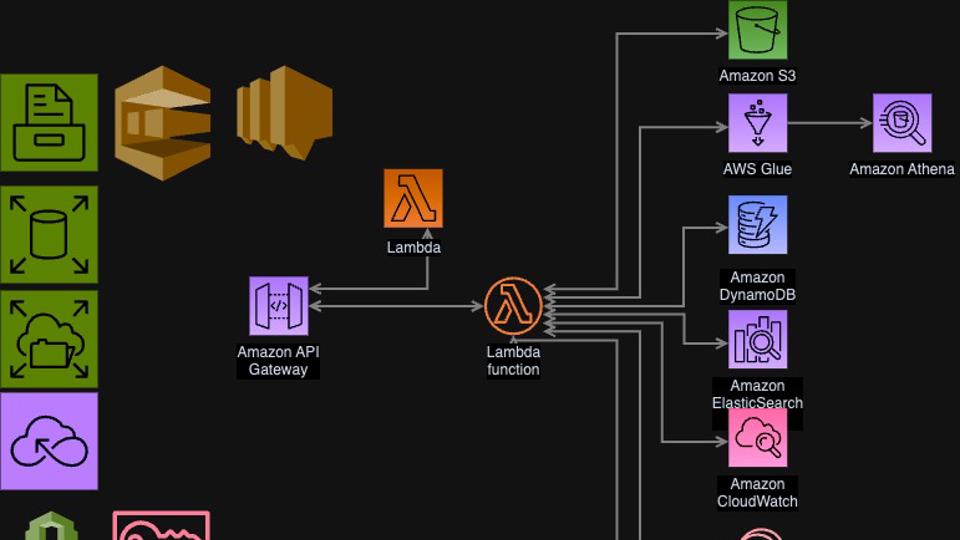 Amazon S3
AWS Glue
Amazon Athena
Lambda
Amazon
DynamoDB
Amazon API
Gateway
Lambda
function
Amazon
ElasticSearch
Amazon
CloudWatch